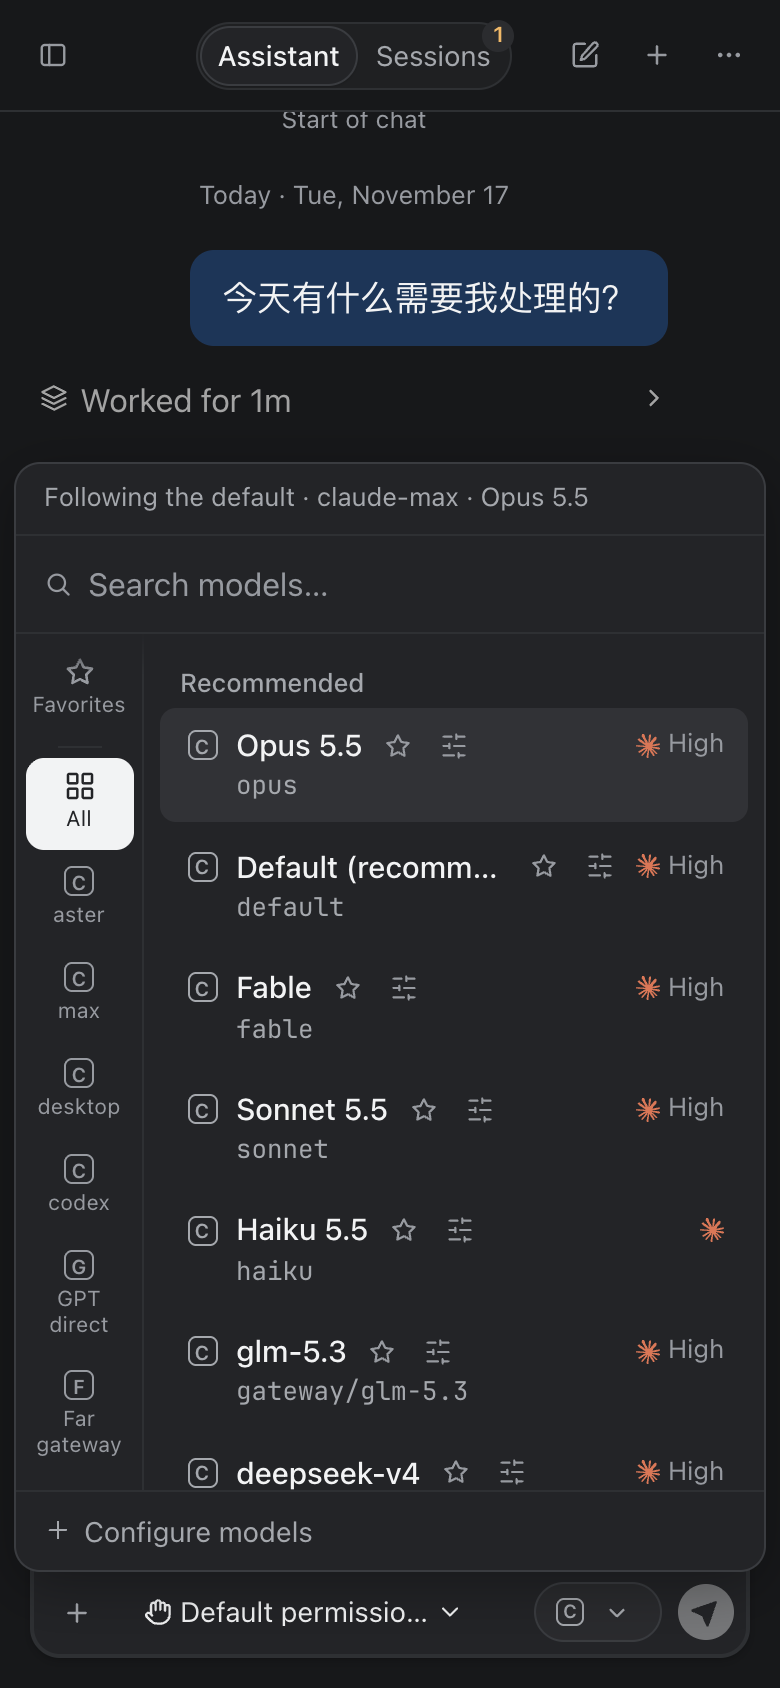 Assistant
Sessions
1
Start of chat
Today · Tue, November 17
今天有什么需要我处理的?
Worked for 1m
Following the default · claude-max · Opus 5.5
Search models...
Favorites
All
C
aster
C
max
C
desktop
C
codex
G
GPT
direct
F
Far
gateway
Recommended
C Opus 5.5 High
opus
C Default (recomm... High
default
C Fable High
fable
C Sonnet 5.5 High
sonnet
C Haiku 5.5
haiku
C glm-5.3 High
gateway/glm-5.3
C deepseek-v4 High
+ Configure models
+ Default permissio... C